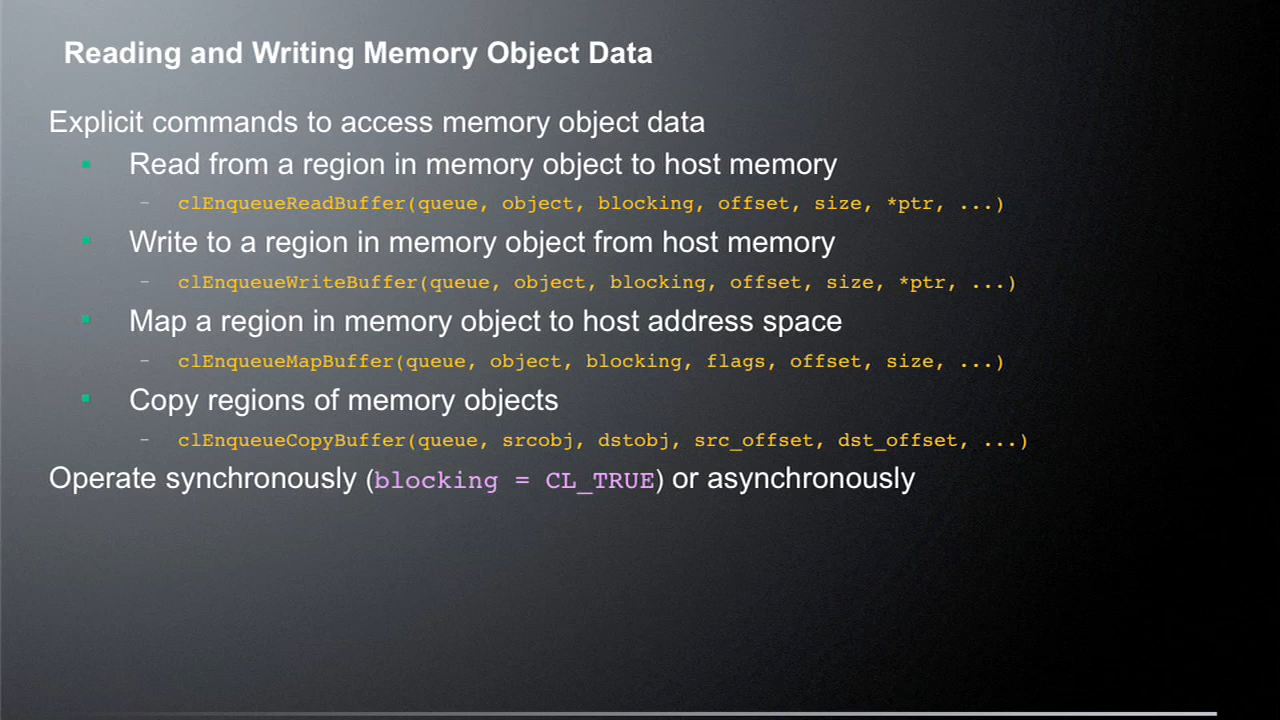 Reading and Writing Memory Object Data
Explicit commands to access memory object data
▪ Read from a region in memory object to host memory
– clEnqueueReadBuffer(queue, object, blocking, offset, size, *ptr, ...)
▪ Write to a region in memory object from host memory
– clEnqueueWriteBuffer(queue, object, blocking, offset, size, *ptr, ...)
▪ Map a region in memory object to host address space
– clEnqueueMapBuffer(queue, object, blocking, flags, offset, size, ...)
▪ Copy regions of memory objects
– clEnqueueCopyBuffer(queue, srcobj, dstobj, src_offset, dst_offset, ...)
Operate synchronously (blocking = CL_TRUE) or asynchronously